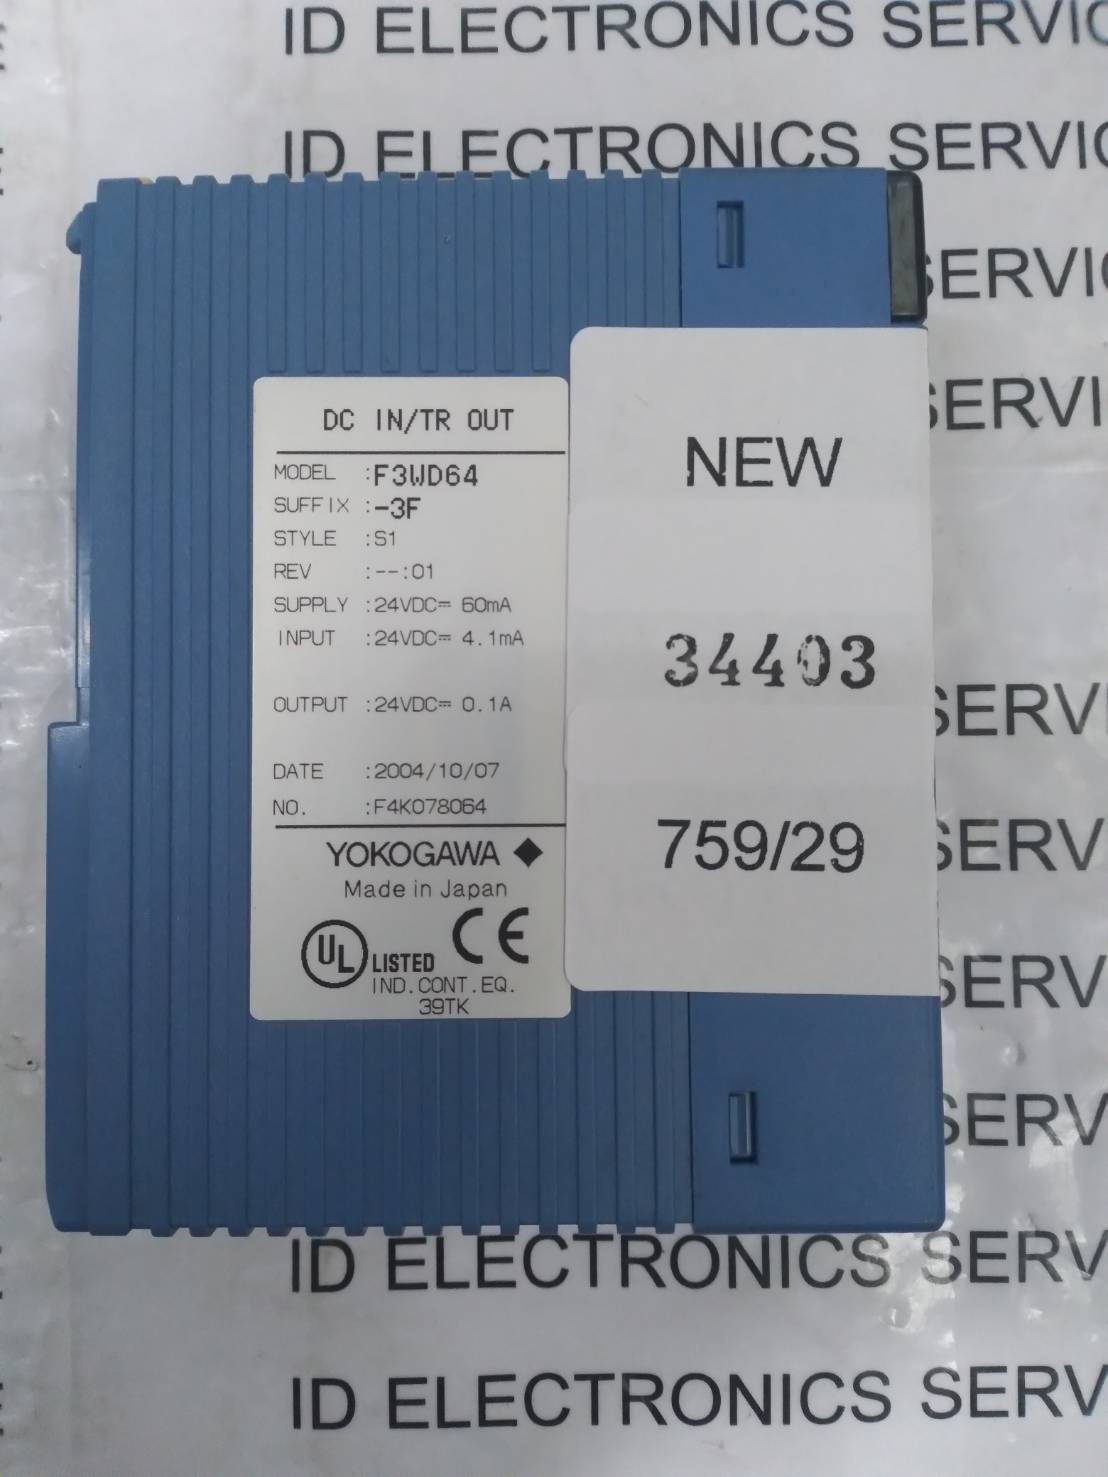 ID ELECTRONICS SERVIC
ID ELECTRONICS SERVIC
SERVIC
SERVI
DC IN/TR OUT
MODEL :F3WD64
SUFFIX :-3F
STYLE :S1
REV :--:01
SUPPLY :24VDC⎓ 60mA
INPUT :24VDC⎓ 4.1mA
OUTPUT :24VDC⎓ 0.1A
DATE :2004/10/07
NO. :F4K078064
YOKOGAWA
Made in Japan
UL LISTED CE
IND.CONT.EQ.
39TK
NEW
34403
759/29
SERV
SERV
SERV
SERV
ID ELECTRONICS SERV
ID ELECTRONICS SERV